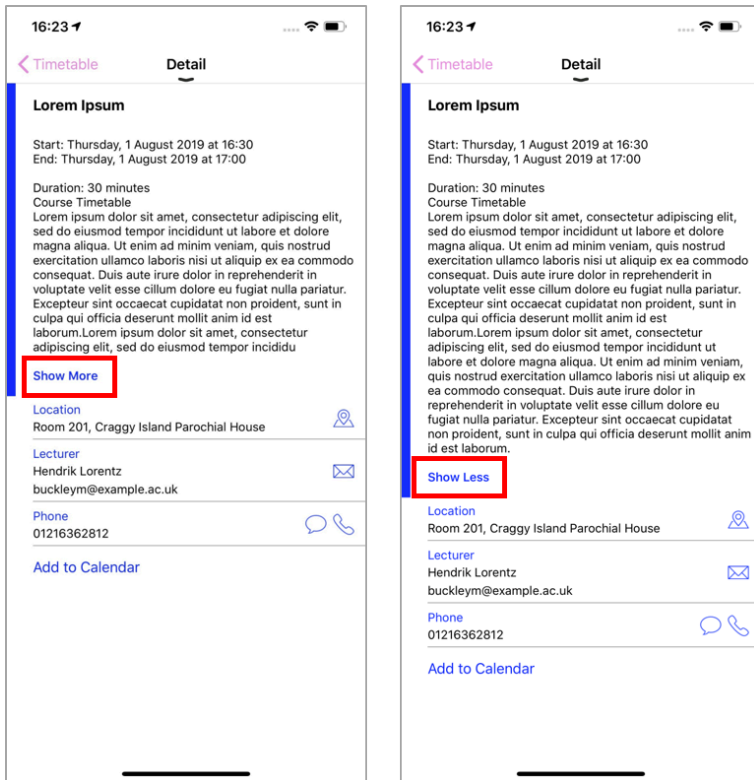 16:23
Timetable
Detail
Lorem Ipsum
Start: Thursday, 1 August 2019 at 16:30
End: Thursday, 1 August 2019 at 17:00
Duration: 30 minutes
Course Timetable
Lorem ipsum dolor sit amet, consectetur adipiscing elit,
sed do eiusmod tempor incididunt ut labore et dolore
magna aliqua. Ut enim ad minim veniam, quis nostrud
exercitation ullamco laboris nisi ut aliquip ex ea commodo
consequat. Duis aute irure dolor in reprehenderit in
voluptate velit esse cillum dolore eu fugiat nulla pariatur.
Excepteur sint occaecat cupidatat non proident, sunt in
culpa qui officia deserunt mollit anim id est
laborum.Lorem ipsum dolor sit amet, consectetur
adipiscing elit, sed do eiusmod tempor incididu
Show More
Location
Room 201, Craggy Island Parochial House
Lecturer
Hendrik Lorentz
buckleym@example.ac.uk
Phone
01216362812
Add to Calendar
16:23
Timetable
Detail
Lorem Ipsum
Start: Thursday, 1 August 2019 at 16:30
End: Thursday, 1 August 2019 at 17:00
Duration: 30 minutes
Course Timetable
Lorem ipsum dolor sit amet, consectetur adipiscing elit,
sed do eiusmod tempor incididunt ut labore et dolore
magna aliqua. Ut enim ad minim veniam, quis nostrud
exercitation ullamco laboris nisi ut aliquip ex ea commodo
consequat. Duis aute irure dolor in reprehenderit in
voluptate velit esse cillum dolore eu fugiat nulla pariatur.
Excepteur sint occaecat cupidatat non proident, sunt in
culpa qui officia deserunt mollit anim id est
laborum.Lorem ipsum dolor sit amet, consectetur
adipiscing elit, sed do eiusmod tempor incididunt ut
labore et dolore magna aliqua. Ut enim ad minim veniam,
quis nostrud exercitation ullamco laboris nisi ut aliquip ex
ea commodo consequat. Duis aute irure dolor in
reprehenderit in voluptate velit esse cillum dolore eu
fugiat nulla pariatur. Excepteur sint occaecat cupidatat
non proident, sunt in culpa qui officia deserunt mollit anim
id est laborum.
Show Less
Location
Room 201, Craggy Island Parochial House
Lecturer
Hendrik Lorentz
buckleym@example.ac.uk
Phone
01216362812
Add to Calendar